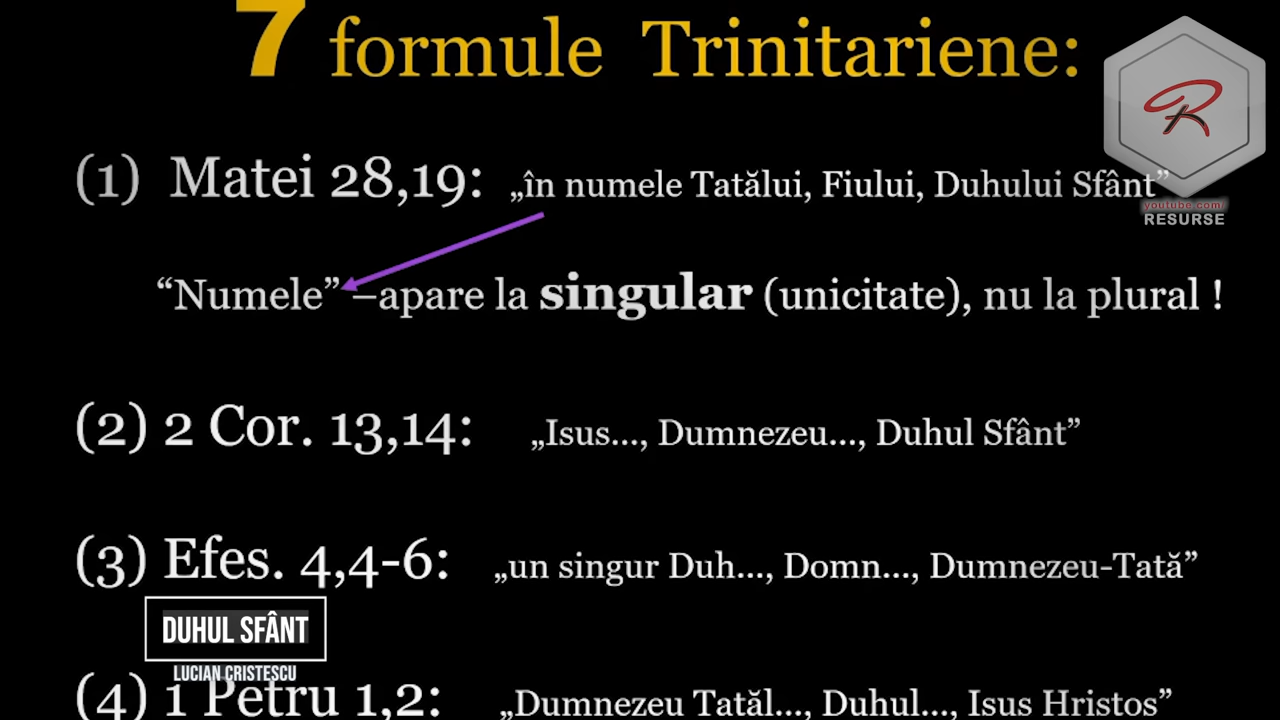 7 formule Trinitariene:
(1) Matei 28,19: „în numele Tatălui, Fiului, Duhului Sfânt”
youtube.com/
RESURSE
“Numele” –apare la singular (unicitate), nu la plural !
(2) 2 Cor. 13,14: „Isus..., Dumnezeu..., Duhul Sfânt”
(3) Efes. 4,4-6: „un singur Duh..., Domn..., Dumnezeu-Tată”
DUHUL SFÂNT
LUCIAN CRISTESCU
(4) 1 Petru 1,2: „Dumnezeu Tatăl..., Duhul..., Isus Hristos”